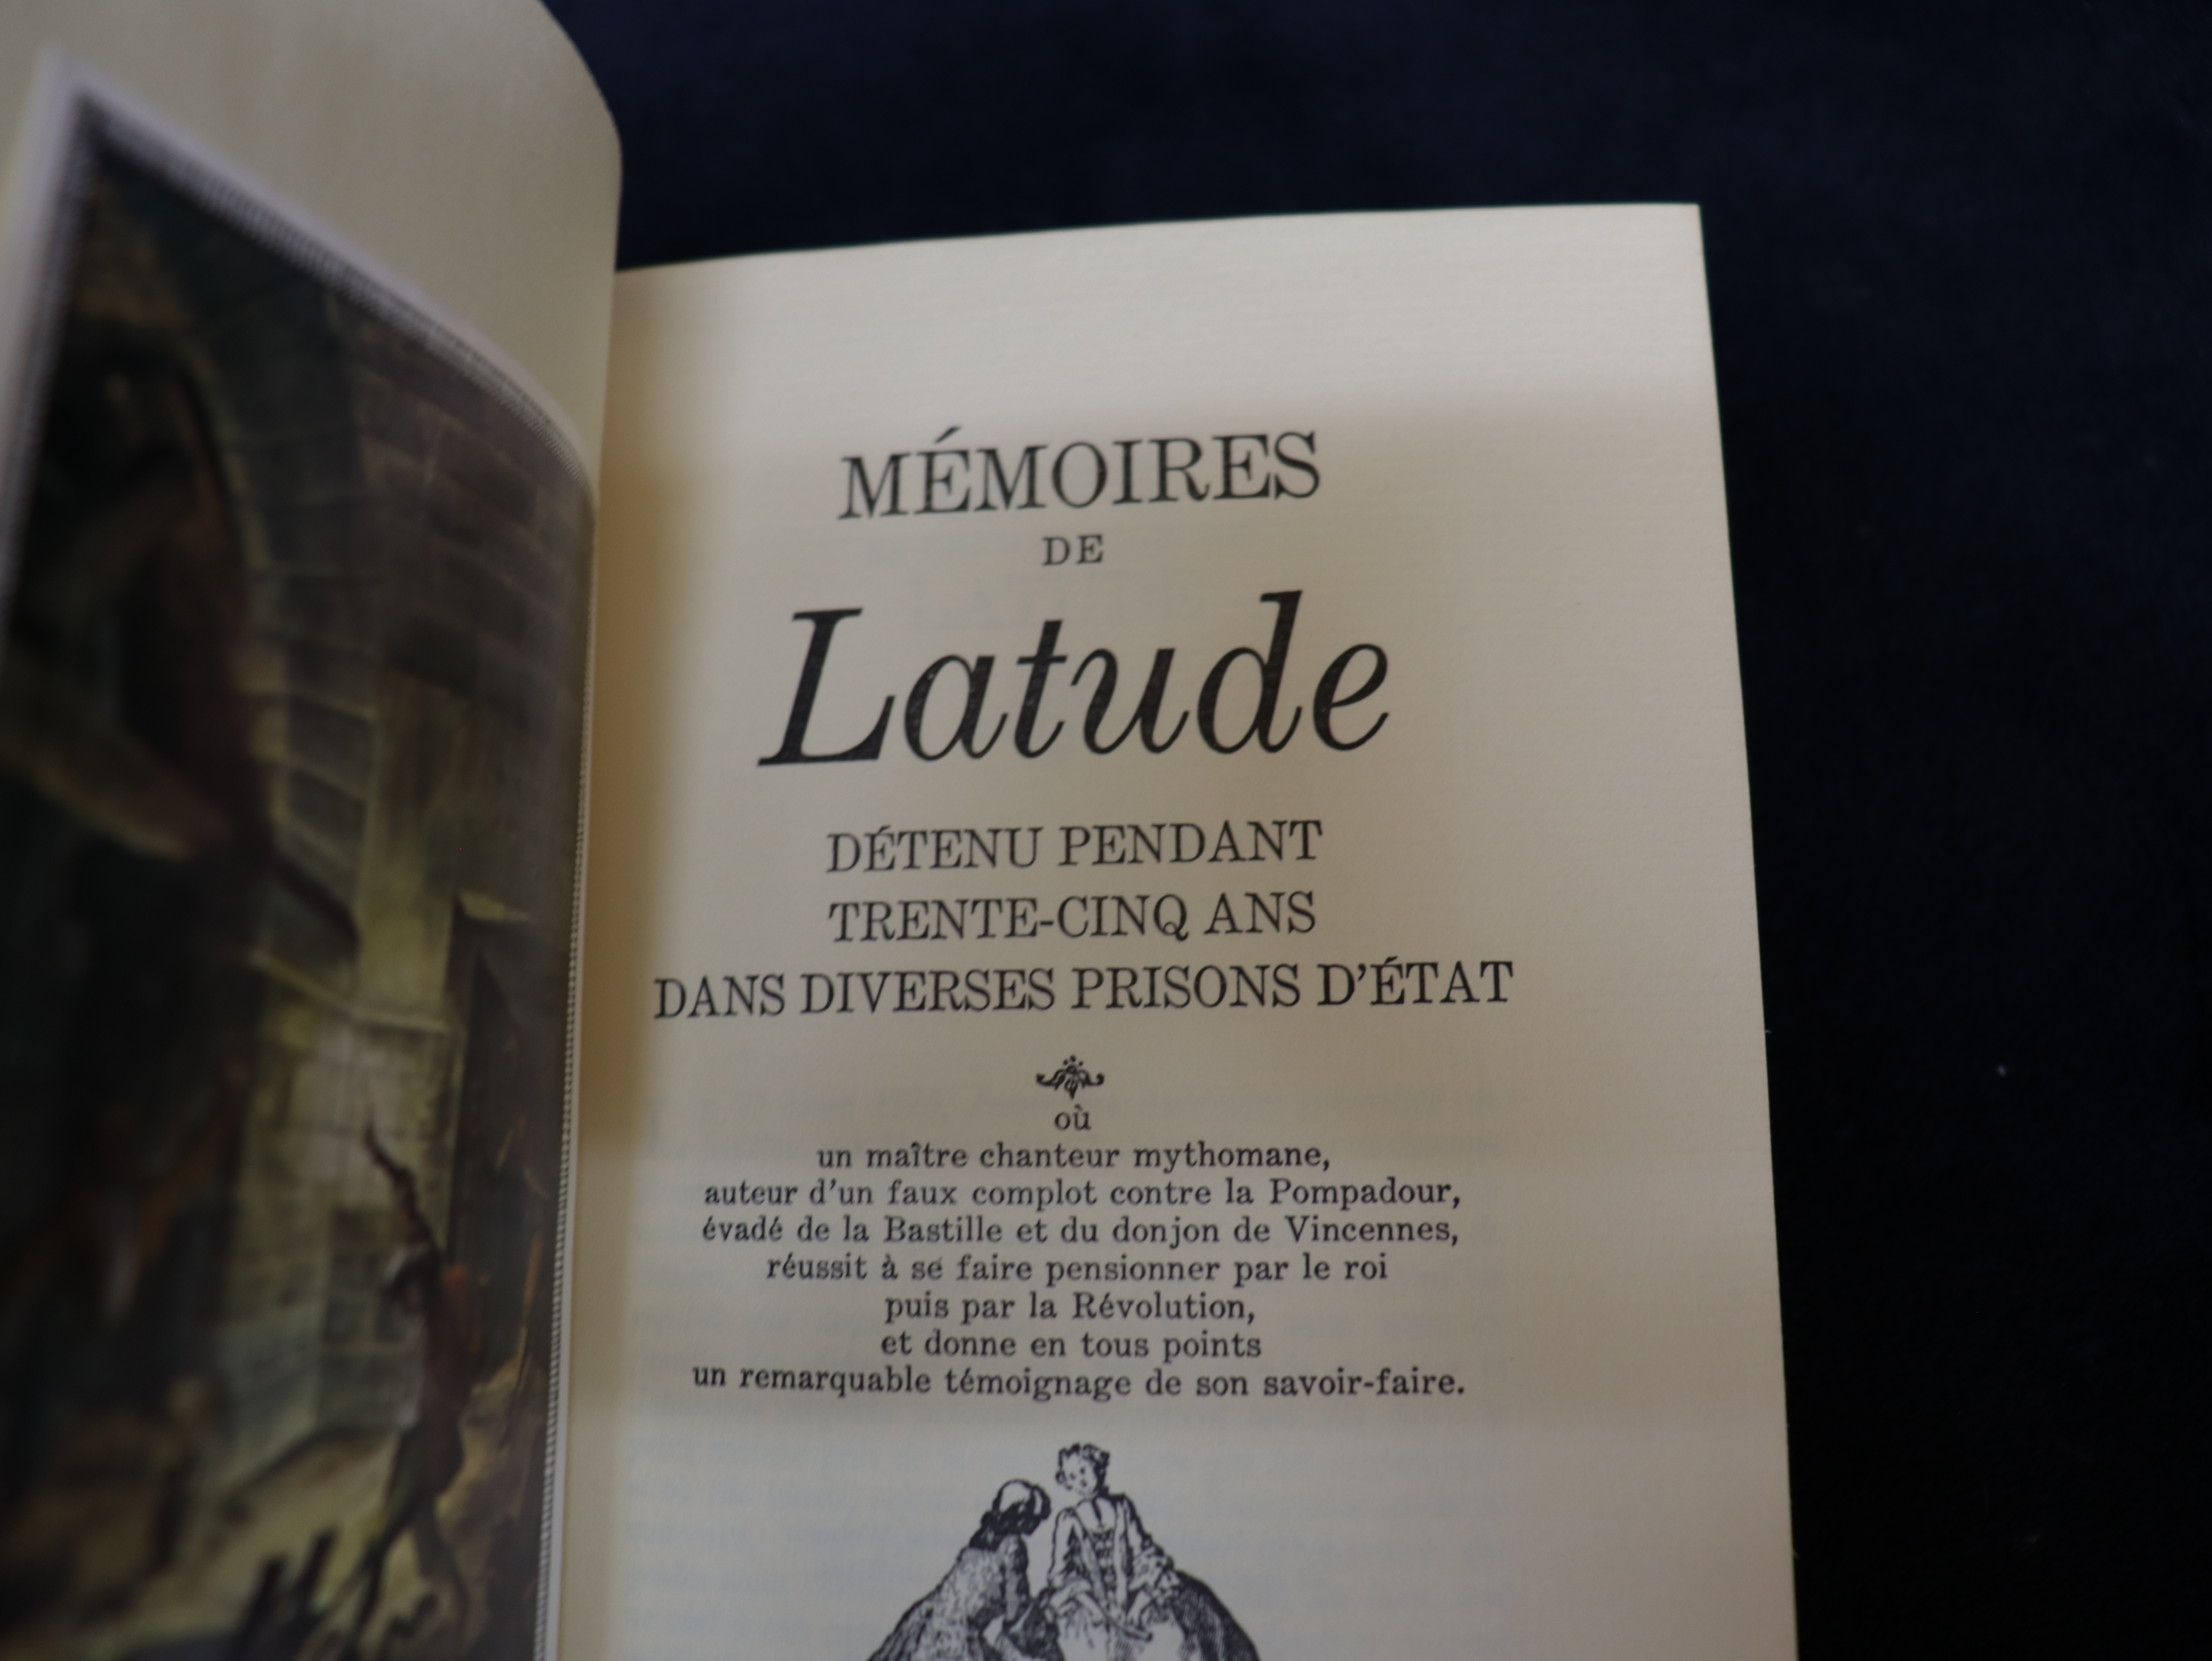 MÉMOIRES
DE
Latude
DÉTENU PENDANT
TRENTE-CINQ ANS
DANS DIVERSES PRISONS D'ÉTAT
où
un maître chanteur mythomane,
auteur d'un faux complot contre la Pompadour,
évadé de la Bastille et du donjon de Vincennes,
réussit à se faire pensionner par le roi
puis par la Révolution,
et donne en tous points
un remarquable témoignage de son savoir-faire.